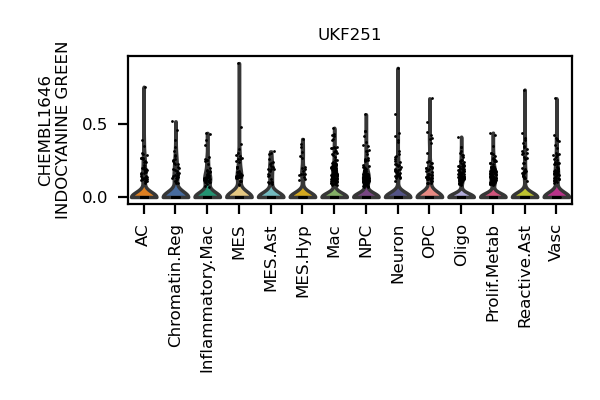 UKF251
CHEMBL1646
INDOCYANINE GREEN
0.5
0.0
AC
Chromatin.Reg
Inflammatory.Mac
MES
MES.Ast
MES.Hyp
Mac
NPC
Neuron
OPC
Oligo
Prolif.Metab
Reactive.Ast
Vasc